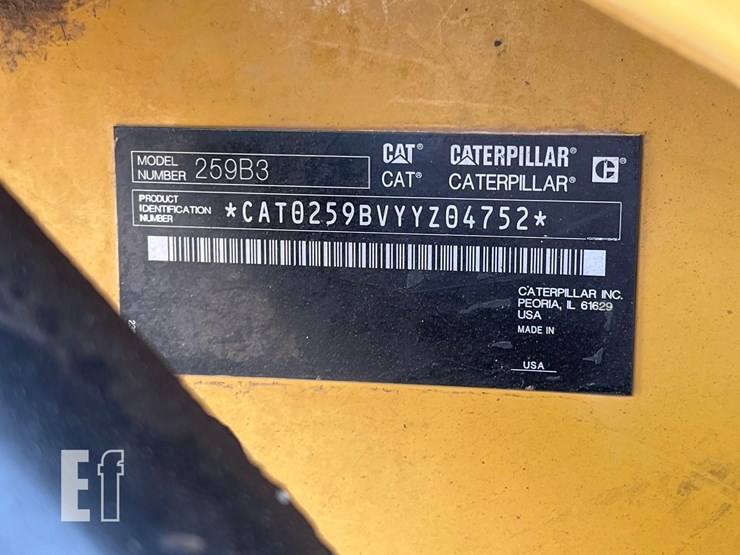 MODEL NUMBER 259B3
CAT® CATERPILLAR® C®
CAT® CATERPILLAR®
PRODUCT
IDENTIFICATION
NUMBER
*CAT0259BVYYZ04752*
CATERPILLAR INC.
PEORIA, IL 61629
USA
MADE IN
USA
Ef